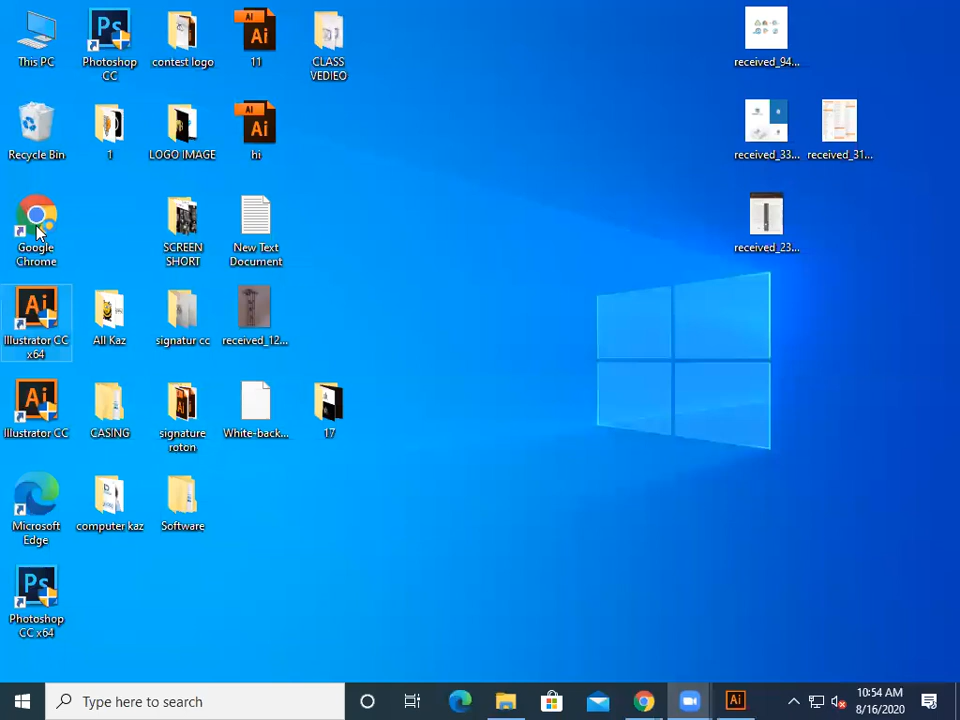 This PC
Photoshop CC
contest logo
11
CLASS VEDIEO
received_94...
Recycle Bin
1
LOGO IMAGE
hi
received_33...
received_31...
Google Chrome
SCREEN SHORT
New Text Document
received_23...
Illustrator CC x64
All Kaz
signatur cc
received_12...
Illustrator CC
CASING
signature roton
White-back...
17
Microsoft Edge
computer kaz
Software
Photoshop CC x64
Type here to search
10:54 AM
8/16/2020